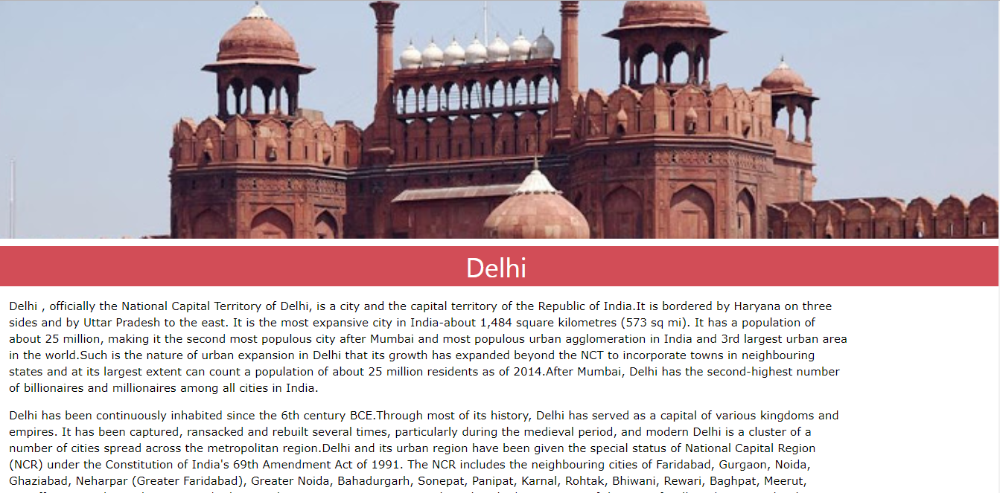 Delhi
Delhi , officially the National Capital Territory of Delhi, is a city and the capital territory of the Republic of India.It is bordered by Haryana on three
sides and by Uttar Pradesh to the east. It is the most expansive city in India-about 1,484 square kilometres (573 sq mi). It has a population of
about 25 million, making it the second most populous city after Mumbai and most populous urban agglomeration in India and 3rd largest urban area
in the world.Such is the nature of urban expansion in Delhi that its growth has expanded beyond the NCT to incorporate towns in neighbouring
states and at its largest extent can count a population of about 25 million residents as of 2014.After Mumbai, Delhi has the second-highest number
of billionaires and millionaires among all cities in India.
Delhi has been continuously inhabited since the 6th century BCE.Through most of its history, Delhi has served as a capital of various kingdoms and
empires. It has been captured, ransacked and rebuilt several times, particularly during the medieval period, and modern Delhi is a cluster of a
number of cities spread across the metropolitan region.Delhi and its urban region have been given the special status of National Capital Region
(NCR) under the Constitution of India's 69th Amendment Act of 1991. The NCR includes the neighbouring cities of Faridabad, Gurgaon, Noida,
Ghaziabad, Neharpar (Greater Faridabad), Greater Noida, Bahadurgarh, Sonepat, Panipat, Karnal, Rohtak, Bhiwani, Rewari, Baghpat, Meerut,